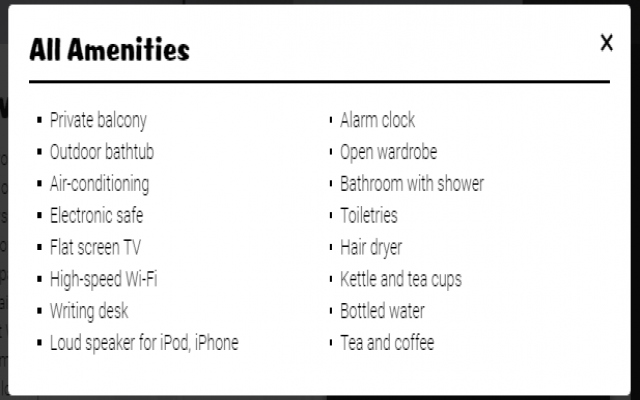 All Amenities
X
Private balcony
Outdoor bathtub
Air-conditioning
Electronic safe
Flat screen TV
High-speed Wi-Fi
Writing desk
Loud speaker for iPod, iPhone
Alarm clock
Open wardrobe
Bathroom with shower
Toiletries
Hair dryer
Kettle and tea cups
Bottled water
Tea and coffee